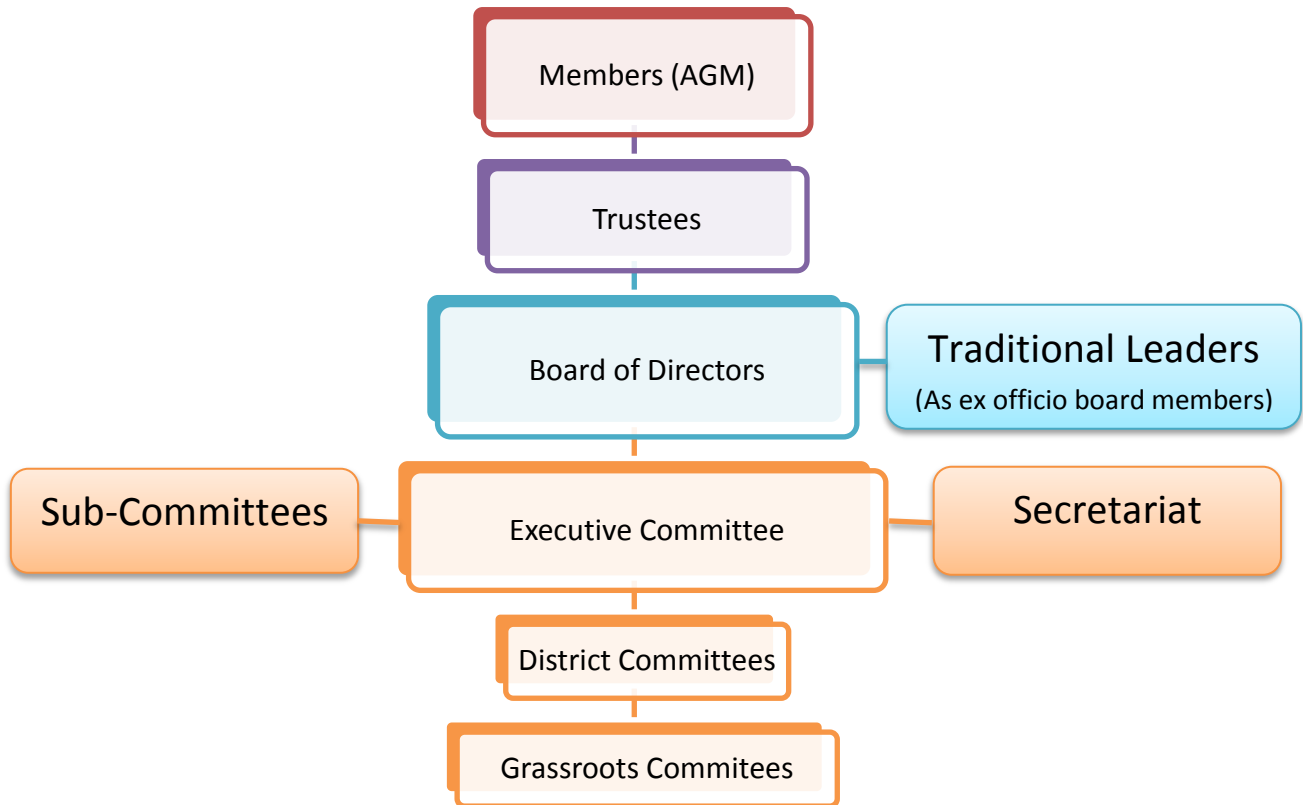 Members (AGM)
Trustees
Board of Directors
Traditional Leaders
(As ex officio board members)
Sub-Committees
Executive Committee
Secretariat
District Committees
Grassroots Commitees